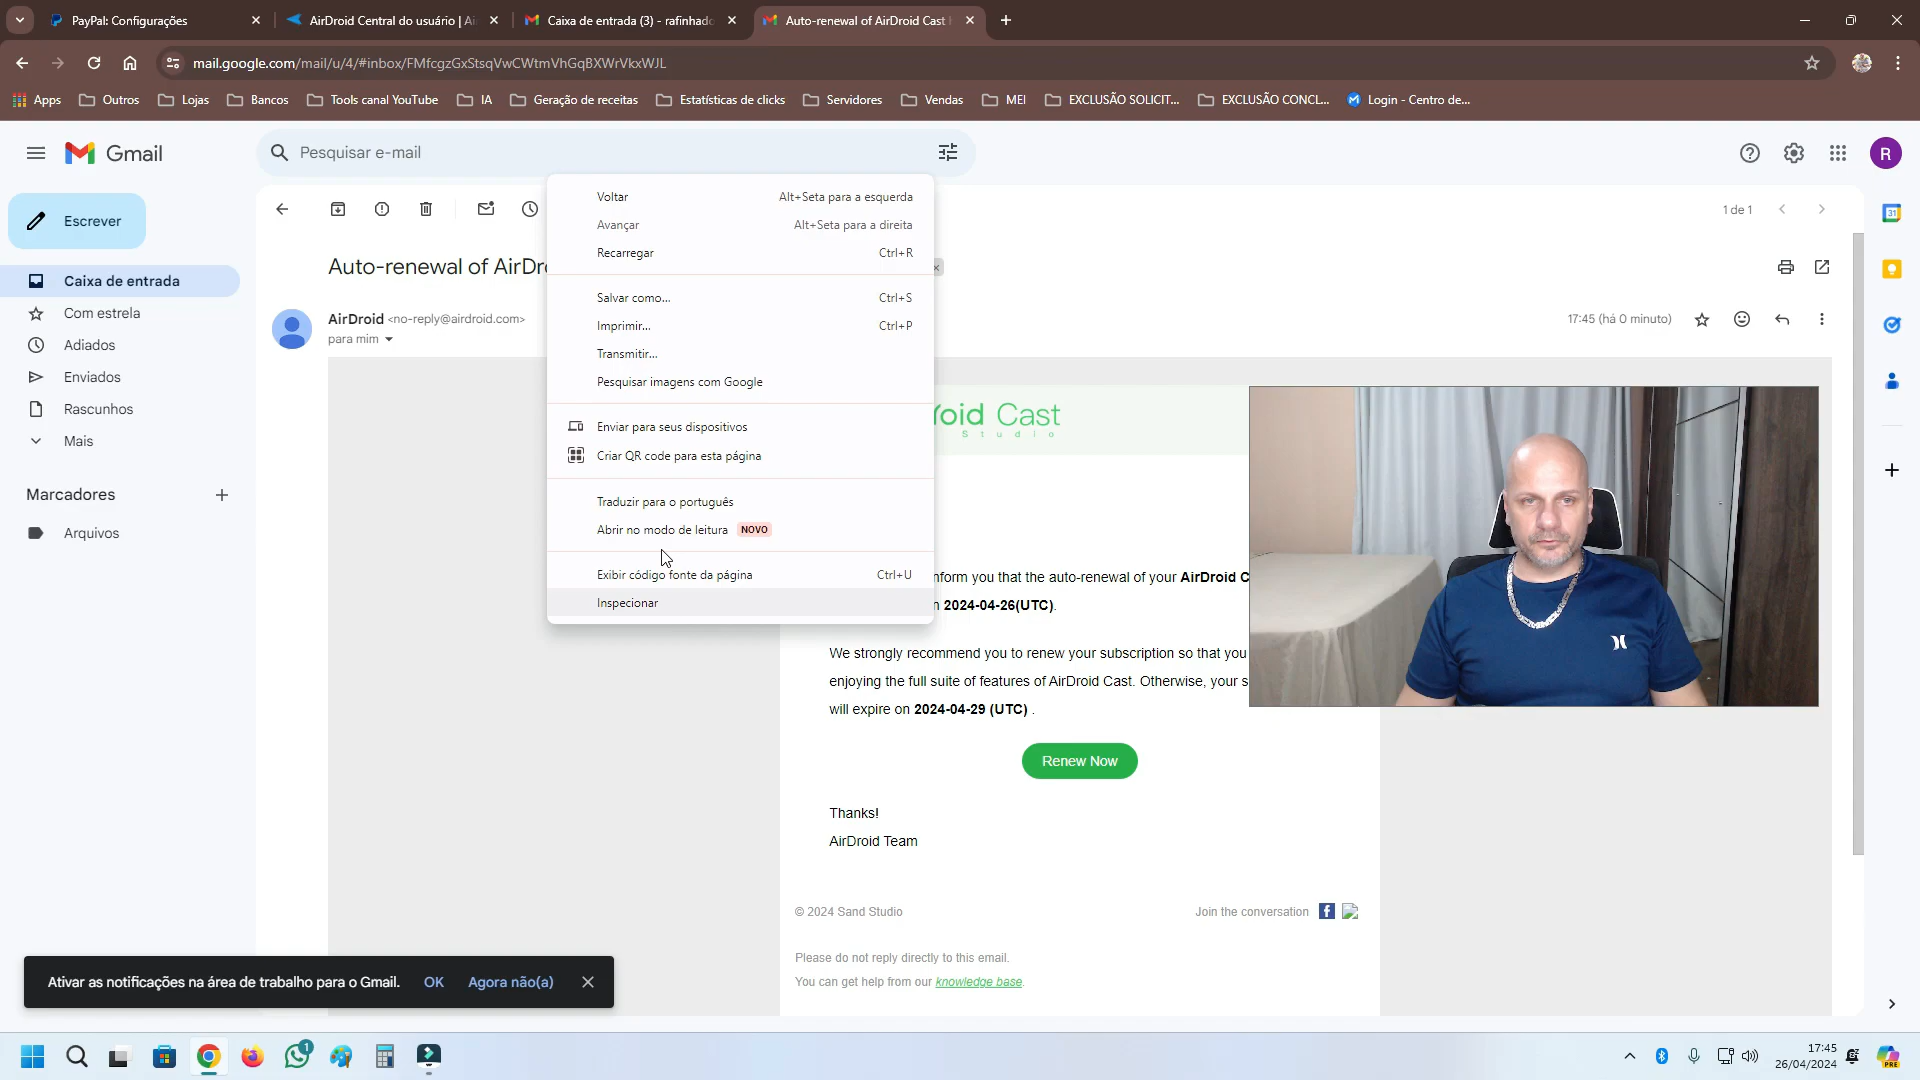 PayPal: Configurações
AirDroid Central do usuário | Ai
Caixa de entrada (3) - rafinhado
Auto-renewal of AirDroid Cast
mail.google.com/mail/u/4/#inbox/FMfcgzGxStsqVwCWtmVhGqBXWrVkxWJL
Apps
Outros
Lojas
Bancos
Tools canal YouTube
IA
Geração de receitas
Estatísticas de clicks
Servidores
Vendas
MEI
EXCLUSÃO SOLICIT...
EXCLUSÃO CONCL...
Login - Centro de...
Gmail
Pesquisar e-mail
R
Escrever
Caixa de entrada
Com estrela
Adiados
Enviados
Rascunhos
Mais
Marcadores
Arquivos
1 de 1
Auto-renewal of AirDro
AirDroid <no-reply@airdroid.com>
para mim
17:45 (há 0 minuto)
Voltar Alt+Seta para a esquerda
Avançar Alt+Seta para a direita
Recarregar Ctrl+R
Salvar como... Ctrl+S
Imprimir... Ctrl+P
Transmitir...
Pesquisar imagens com Google
Enviar para seus dispositivos
Criar QR code para esta página
Traduzir para o português
Abrir no modo de leitura NOVO
Exibir código fonte da página Ctrl+U
Inspecionar
roid Cast
Studio
nform you that the auto-renewal of your AirDroid C
n 2024-04-26(UTC).
We strongly recommend you to renew your subscription so that you
enjoying the full suite of features of AirDroid Cast. Otherwise, your s
will expire on 2024-04-29 (UTC) .
Renew Now
Thanks!
AirDroid Team
© 2024 Sand Studio
Join the conversation
Please do not reply directly to this email.
You can get help from our knowledge base.
Ativar as notificações na área de trabalho para o Gmail. OK Agora não(a)
31
1
17:45
26/04/2024
PRE